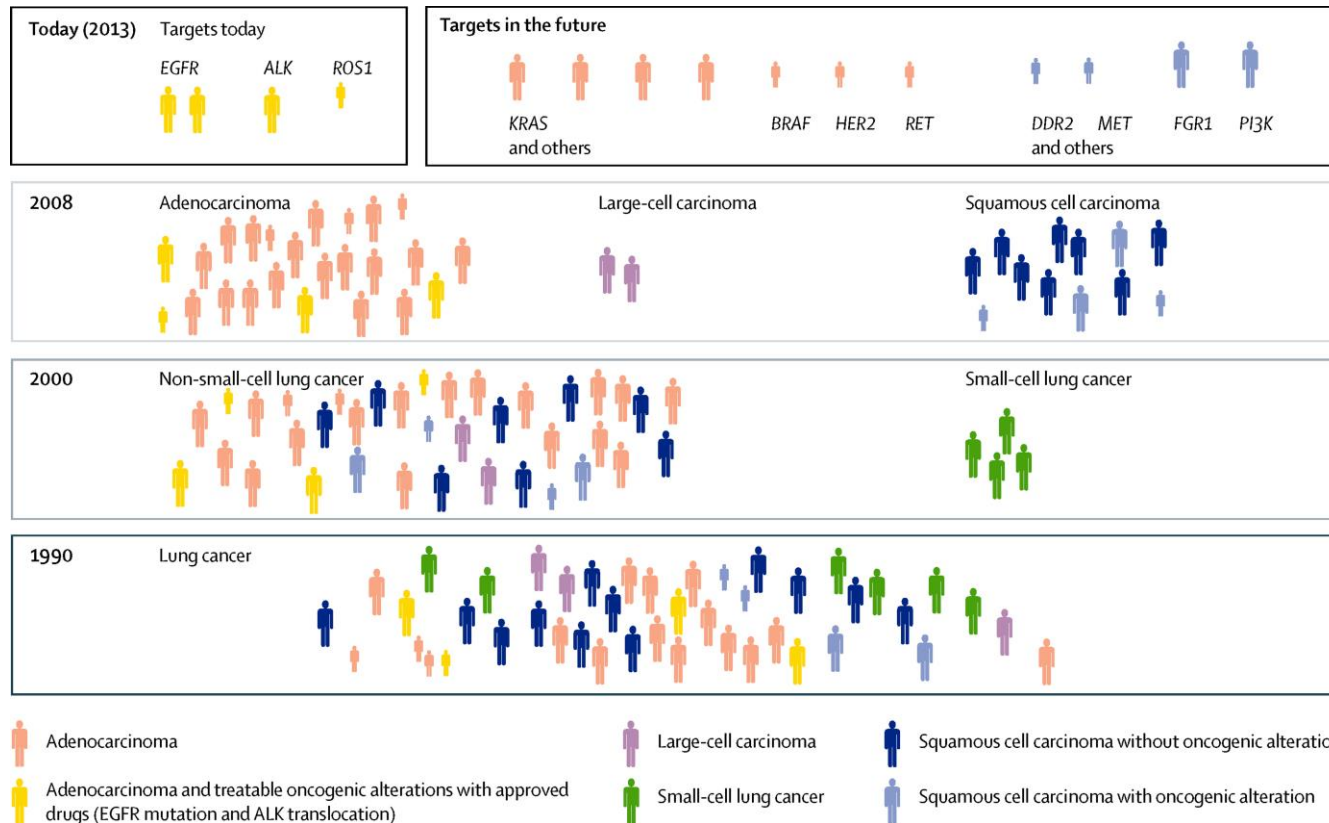 Today (2013) Targets today
EGFR ALK ROS1
Targets in the future
KRAS BRAF HER2 RET DDR2 MET FGR1 PI3K
and others and others
2008 Adenocarcinoma Large-cell carcinoma Squamous cell carcinoma
2000 Non-small-cell lung cancer Small-cell lung cancer
1990 Lung cancer
Adenocarcinoma
Large-cell carcinoma
Squamous cell carcinoma without oncogenic alteratio
Adenocarcinoma and treatable oncogenic alterations with approved
drugs (EGFR mutation and ALK translocation)
Small-cell lung cancer
Squamous cell carcinoma with oncogenic alteration